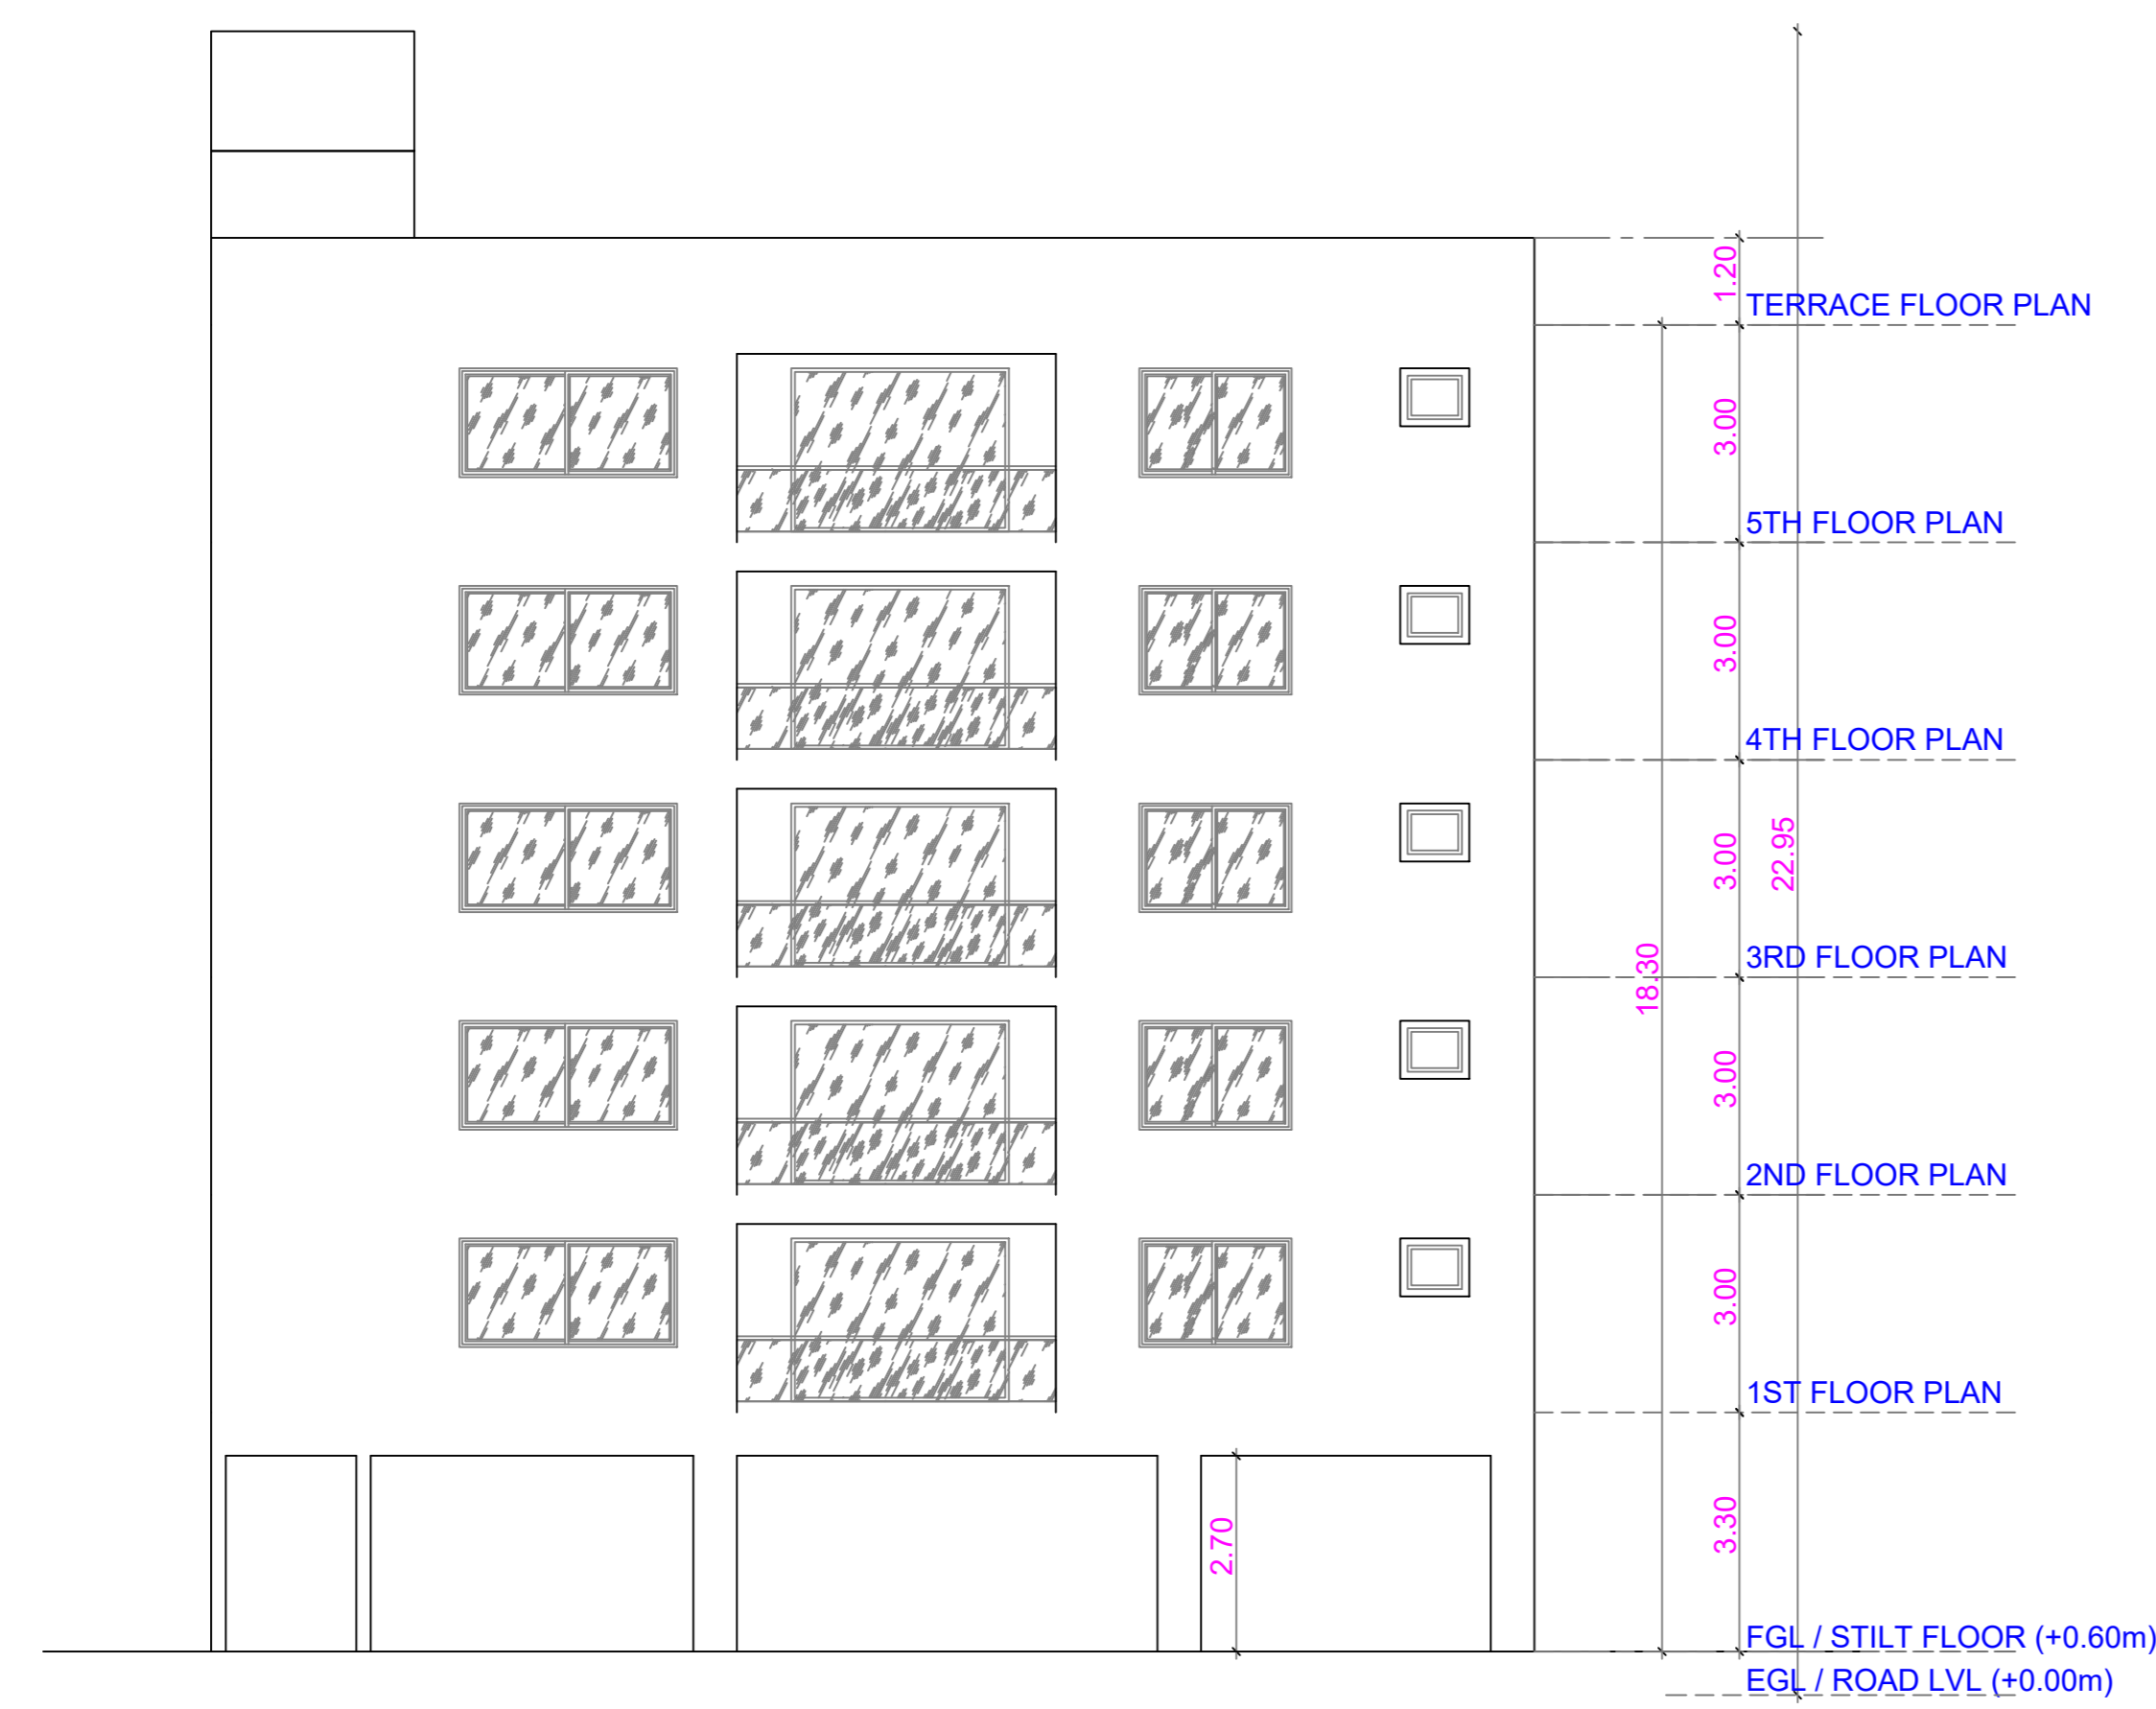 1.20
TERRACE FLOOR PLAN
3.00
5TH FLOOR PLAN
3.00
4TH FLOOR PLAN
3.00
22.95
18.30
3RD FLOOR PLAN
3.00
2ND FLOOR PLAN
3.00
1ST FLOOR PLAN
2.70
3.30
FGL / STILT FLOOR (+0.60m)
EGL / ROAD LVL (+0.00m)